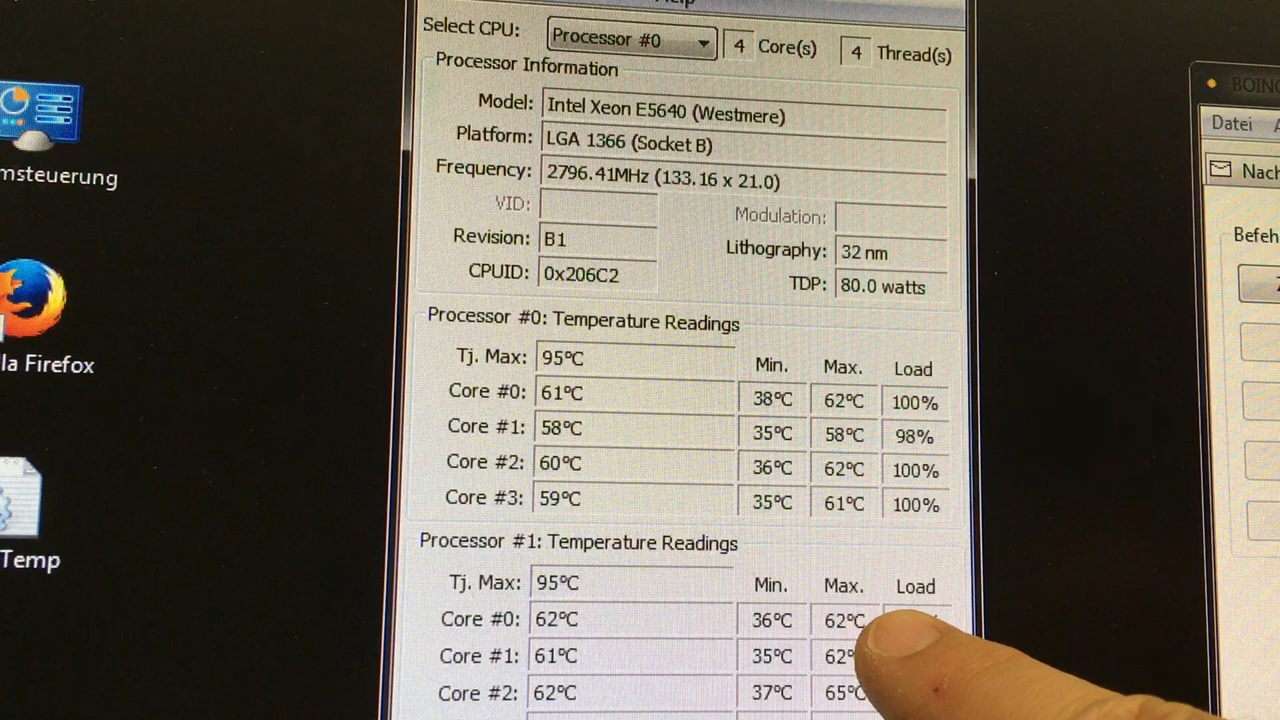 Select CPU: Processor #0 4 Core(s) 4 Thread(s)
Processor Information
Model: Intel Xeon E5640 (Westmere)
Platform: LGA 1366 (Socket B)
Frequency: 2796.41MHz (133.16 x 21.0)
VID: Modulation:
Revision: B1 Lithography: 32 nm
CPUID: 0x206C2 TDP: 80.0 watts
Processor #0: Temperature Readings
Tj. Max: 95°C Min. Max. Load
Core #0: 61°C 38°C 62°C 100%
Core #1: 58°C 35°C 58°C 98%
Core #2: 60°C 36°C 62°C 100%
Core #3: 59°C 35°C 61°C 100%
Processor #1: Temperature Readings
Tj. Max: 95°C Min. Max. Load
Core #0: 62°C 36°C 62°C
Core #1: 61°C 35°C 62°
Core #2: 62°C 37°C 65°C
msteuerung
lla Firefox
Temp
BOINC
Datei
Nach
Befeh